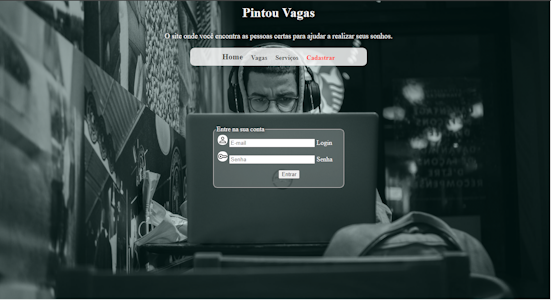 Pintou Vagas
O site onde você encontra as pessoas certas para ajudar a realizar seus sonhos.
Home Vagas Serviços Cadastrar
Entre na sua conta
E-mail Login
Senha Senha
Entrar